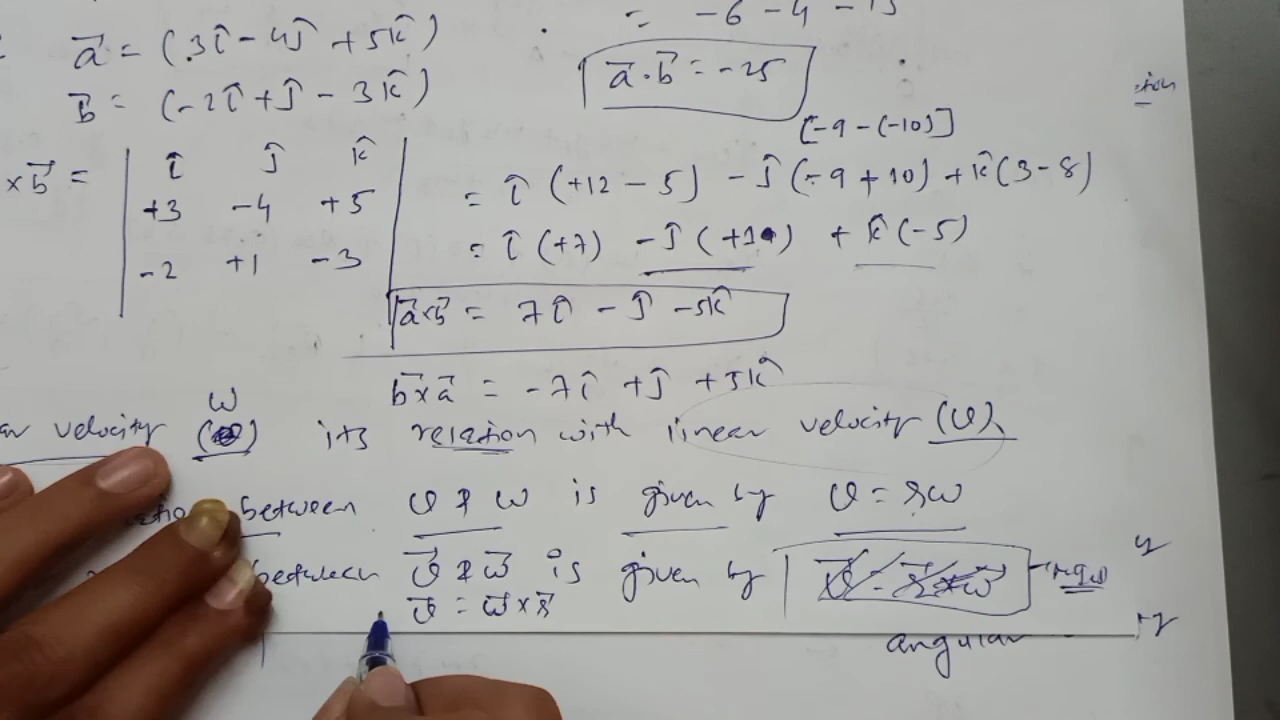 = -6 -4 -15
a⃗ = (3î - 4ĵ + 5k̂)
a⃗·b⃗ = -25
b⃗ = (-2î + ĵ - 3k̂)
[-9 - (-10)]
×b⃗ = | î ĵ k̂ | = î (+12 - 5) - ĵ (-9 + 10) + k̂ (3 - 8)
+3 -4 +5
= î (+7) - ĵ (+1) + k̂ (-5)
-2 +1 -3
a⃗×b⃗ = 7î - ĵ - 5k̂
b⃗×a⃗ = -7î + ĵ + 5k̂
ω
velocity ( ) its relation with linear velocity (v).
between v & ω is given by v = rω
between v⃗ & ω⃗ is given by v⃗ = r⃗ × ω⃗
v⃗ = ω⃗ × r⃗
angular